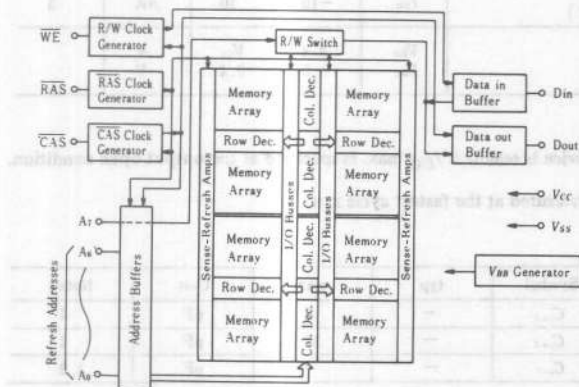 R/W Clock
Generator
WE
RAS Clock
Generator
RAS
CAS Clock
Generator
CAS
R/W Switch
Data in
Buffer
Din
Data out
Buffer
Dout
VCC
VSS
VBB Generator
A7
A6
A0
Refresh Addresses
Address Buffers
Sense-Refresh Amps
Memory
Array
Row Dec.
Memory
Array
Memory
Array
Row Dec.
Memory
Array
I/O Busses
Col. Dec.
Col. Dec.
Col. Dec.
Col. Dec.
I/O Busses
Memory
Array
Row Dec.
Memory
Array
Memory
Array
Row Dec.
Memory
Array
Sense-Refresh Amps